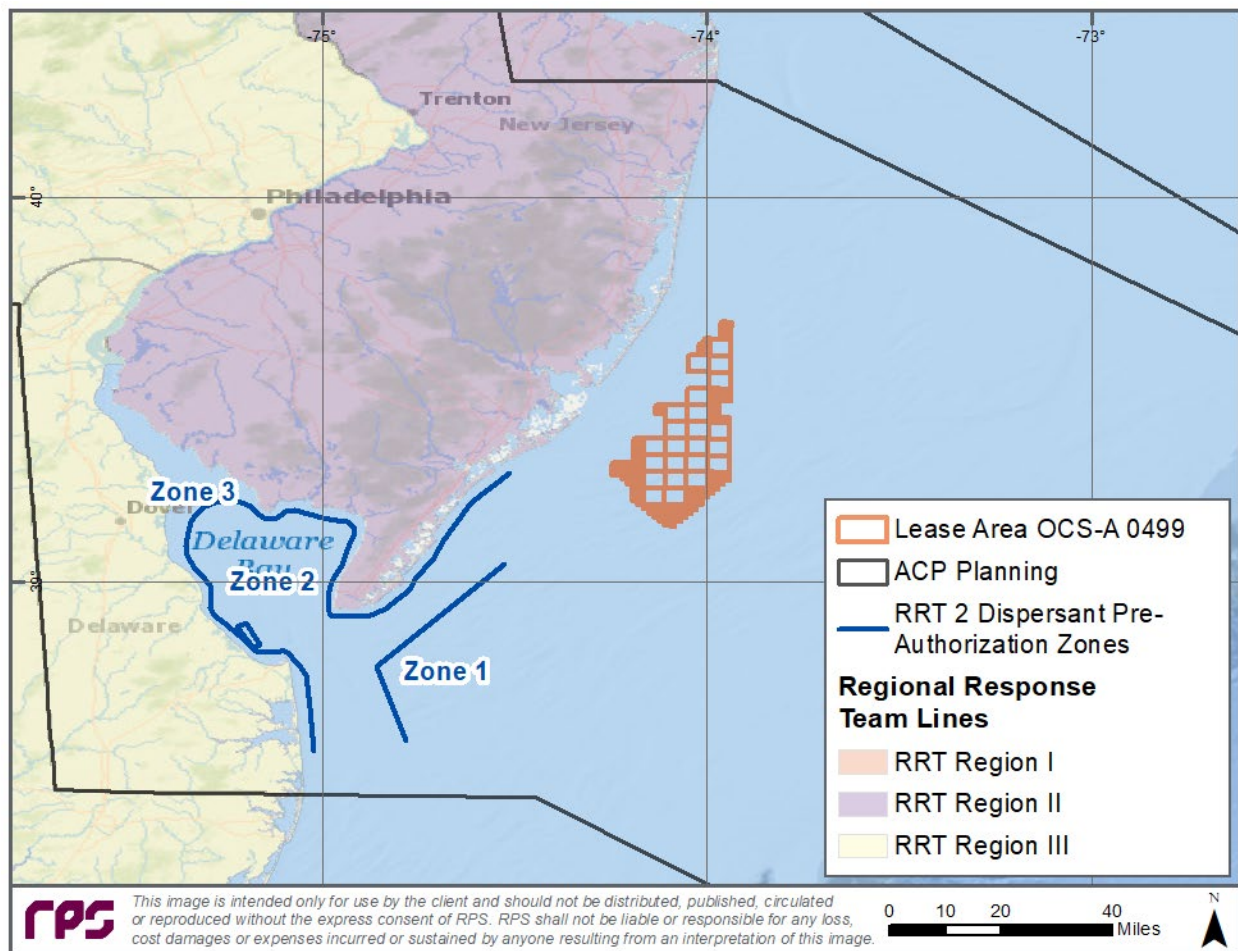 -75°
-74°
-73°
Trenton
New Jersey
40°
Philadelphia
Zone 3
Dover
Delaware
Bay
Zone 2
39°
Delaware
Zone 1
Lease Area OCS-A 0499
ACP Planning
RRT 2 Dispersant Pre-
Authorization Zones
Regional Response
Team Lines
RRT Region I
RRT Region II
RRT Region III
rps
This image is intended only for use by the client and should not be distributed, published, circulated
or reproduced without the express consent of RPS. RPS shall not be liable or responsible for any loss,
cost damages or expenses incurred or sustained by anyone resulting from an interpretation of this image.
0 10 20 40
Miles
N